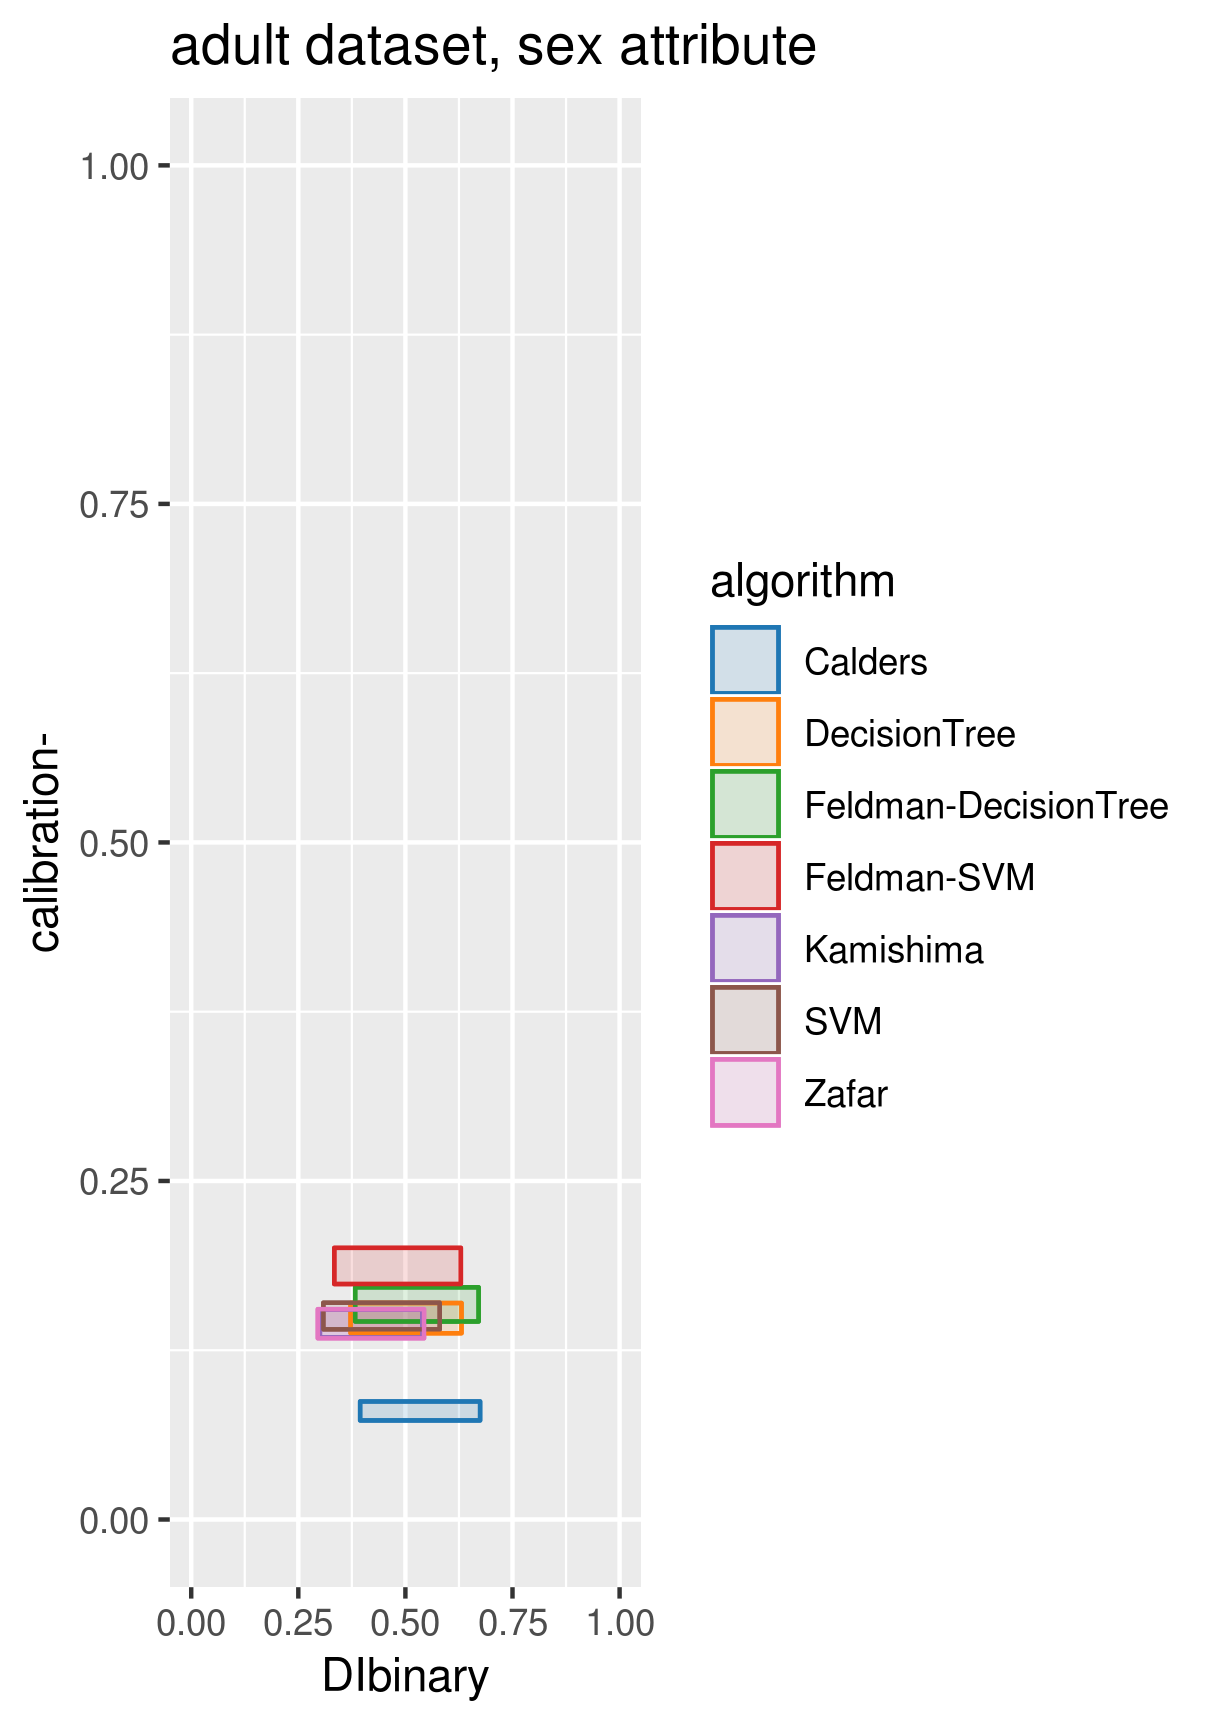 adult dataset, sex attribute
calibration-
1.00
0.75
0.50
0.25
0.00
0.00 0.25 0.50 0.75 1.00
DIbinary
algorithm
Calders
DecisionTree
Feldman-DecisionTree
Feldman-SVM
Kamishima
SVM
Zafar